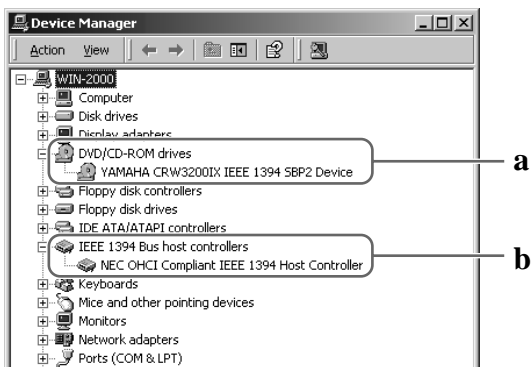 Device Manager
Action View
WIN-2000
Computer
Disk drives
Display adapters
DVD/CD-ROM drives
YAMAHA CRW3200IX IEEE 1394 SBP2 Device
a
Floppy disk controllers
Floppy disk drives
IDE ATA/ATAPI controllers
IEEE 1394 Bus host controllers
b
NEC OHCI Compliant IEEE 1394 Host Controller
Keyboards
Mice and other pointing devices
Monitors
Network adapters
Ports (COM & LPT)